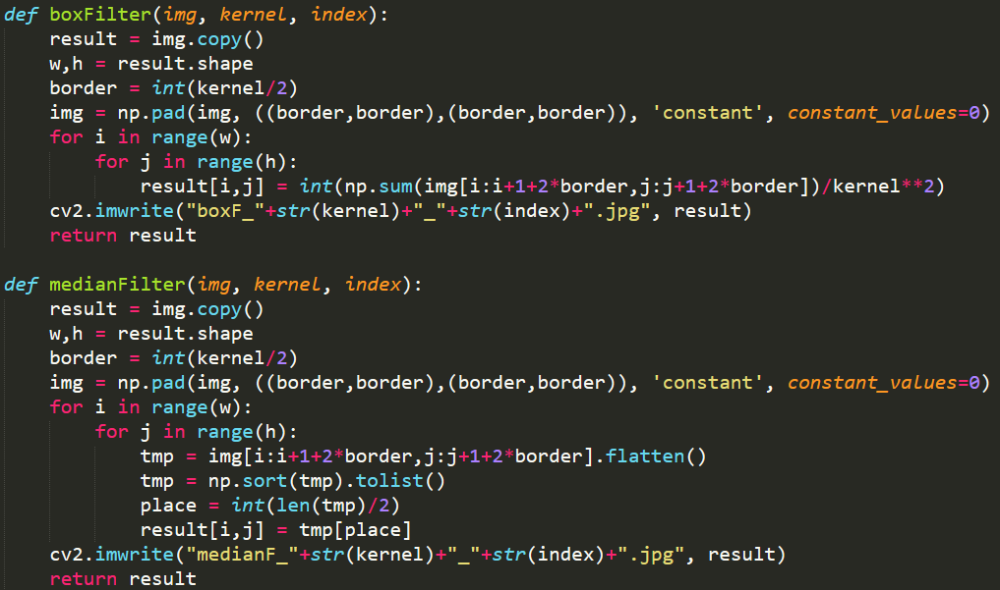 def boxFilter(img, kernel, index):
    result = img.copy()
    w,h = result.shape
    border = int(kernel/2)
    img = np.pad(img, ((border,border),(border,border)), 'constant', constant_values=0)
    for i in range(w):
        for j in range(h):
            result[i,j] = int(np.sum(img[i:i+1+2*border,j:j+1+2*border])/kernel**2)
    cv2.imwrite("boxF_"+str(kernel)+"_"+str(index)+".jpg", result)
    return result

def medianFilter(img, kernel, index):
    result = img.copy()
    w,h = result.shape
    border = int(kernel/2)
    img = np.pad(img, ((border,border),(border,border)), 'constant', constant_values=0)
    for i in range(w):
        for j in range(h):
            tmp = img[i:i+1+2*border,j:j+1+2*border].flatten()
            tmp = np.sort(tmp).tolist()
            place = int(len(tmp)/2)
            result[i,j] = tmp[place]
    cv2.imwrite("medianF_"+str(kernel)+"_"+str(index)+".jpg", result)
    return result